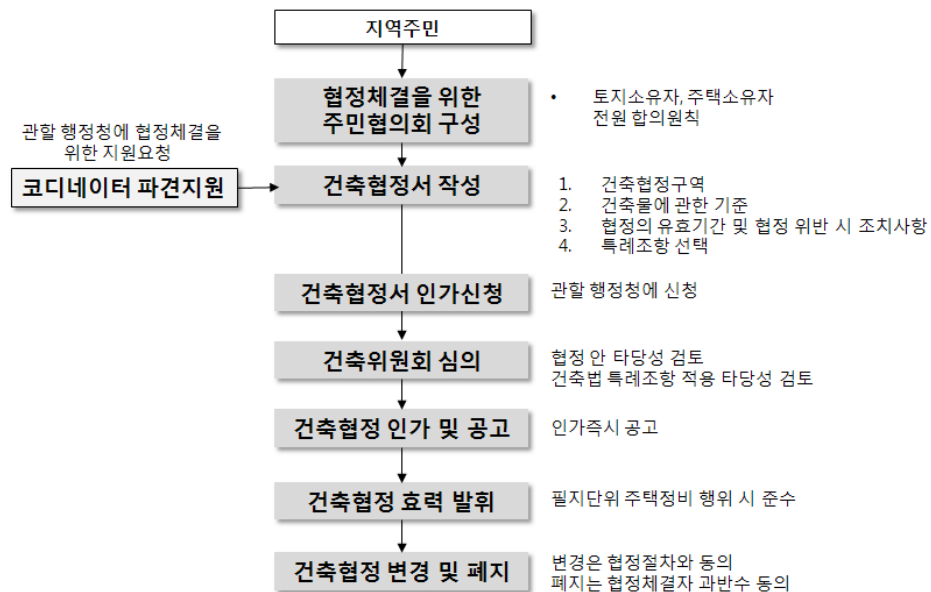 지역주민
협정체결을 위한
주민협의회 구성
• 토지소유자, 주택소유자
전원 합의원칙
관할 행정청에 협정체결을
위한 지원요청
코디네이터 파견지원
건축협정서 작성
1. 건축협정구역
2. 건축물에 관한 기준
3. 협정의 유효기간 및 협정 위반 시 조치사항
4. 특례조항 선택
건축협정서 인가신청
관할 행정청에 신청
건축위원회 심의
협정 안 타당성 검토
건축법 특례조항 적용 타당성 검토
건축협정 인가 및 공고
인가즉시 공고
건축협정 효력 발휘
필지단위 주택정비 행위 시 준수
건축협정 변경 및 폐지
변경은 협정절차와 동의
폐지는 협정체결자 과반수 동의